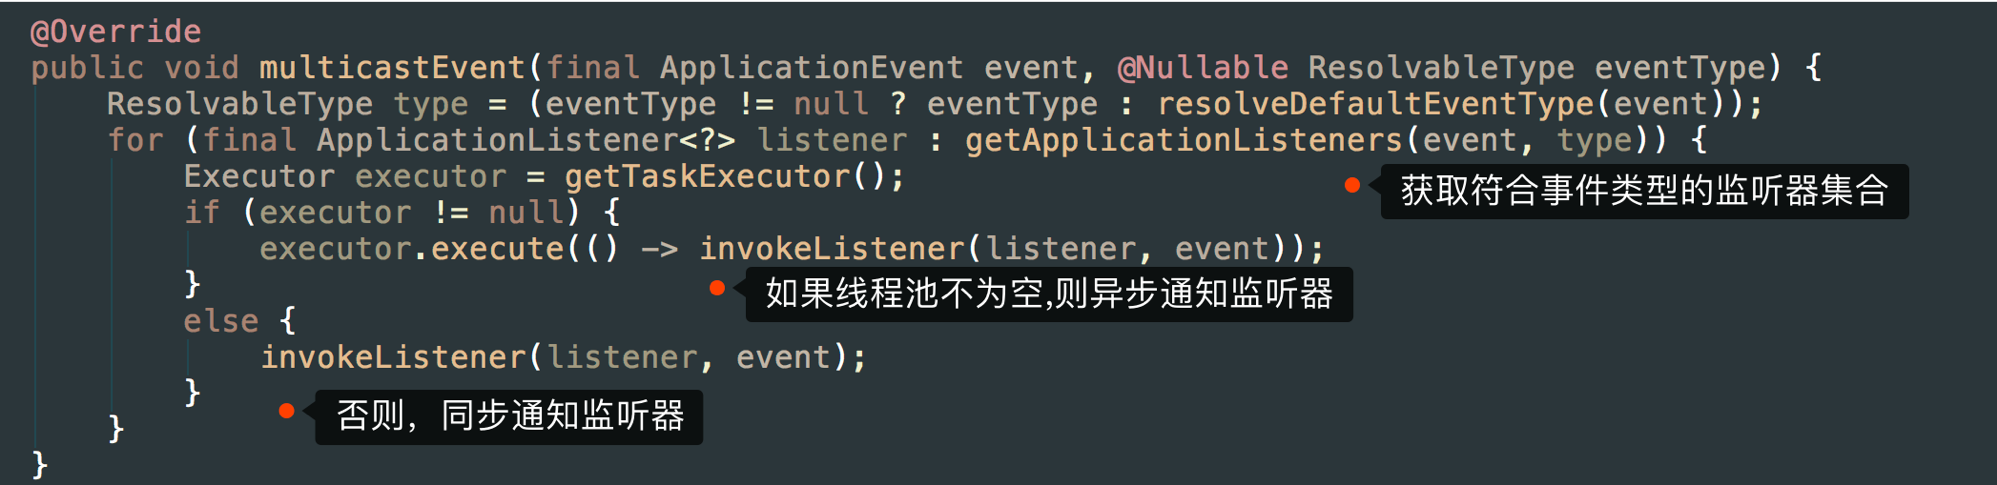 @Override
public void multicastEvent(final ApplicationEvent event, @Nullable ResolvableType eventType) {
    ResolvableType type = (eventType != null ? eventType : resolveDefaultEventType(event));
    for (final ApplicationListener<?> listener : getApplicationListeners(event, type)) {
        Executor executor = getTaskExecutor();
获取符合事件类型的监听器集合
        if (executor != null) {
            executor.execute(() -> invokeListener(listener, event));
        }
如果线程池不为空,则异步通知监听器
        else {
            invokeListener(listener, event);
        }
否则，同步通知监听器
    }
}